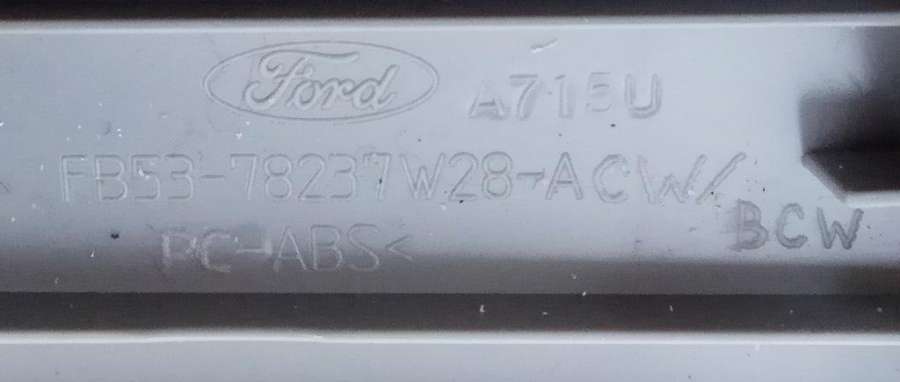 Ford A715U
FB53-78237W28-ACW/
BCW
PC-ABS<